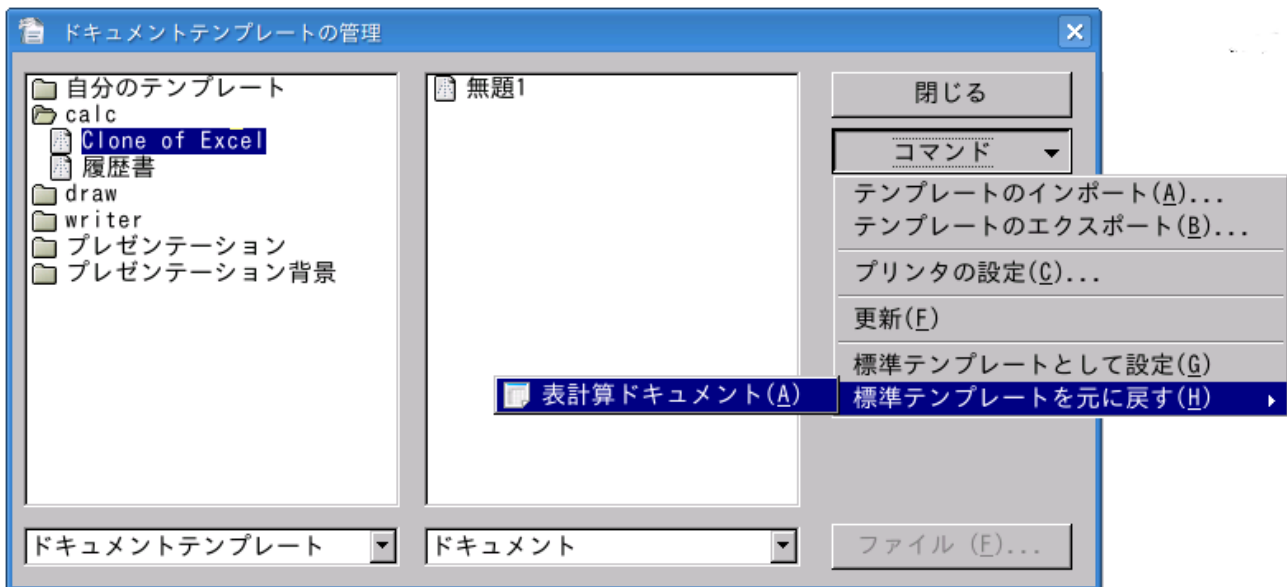 ドキュメントテンプレートの管理
自分のテンプレート
calc
Clone of Excel
履歴書
draw
writer
プレゼンテーション
プレゼンテーション背景
ドキュメントテンプレート
無題1
ドキュメント
閉じる
コマンド
テンプレートのインポート(A)...
テンプレートのエクスポート(B)...
プリンタの設定(C)...
更新(F)
標準テンプレートとして設定(G)
標準テンプレートを元に戻す(H)
表計算ドキュメント(A)
ファイル (F)...